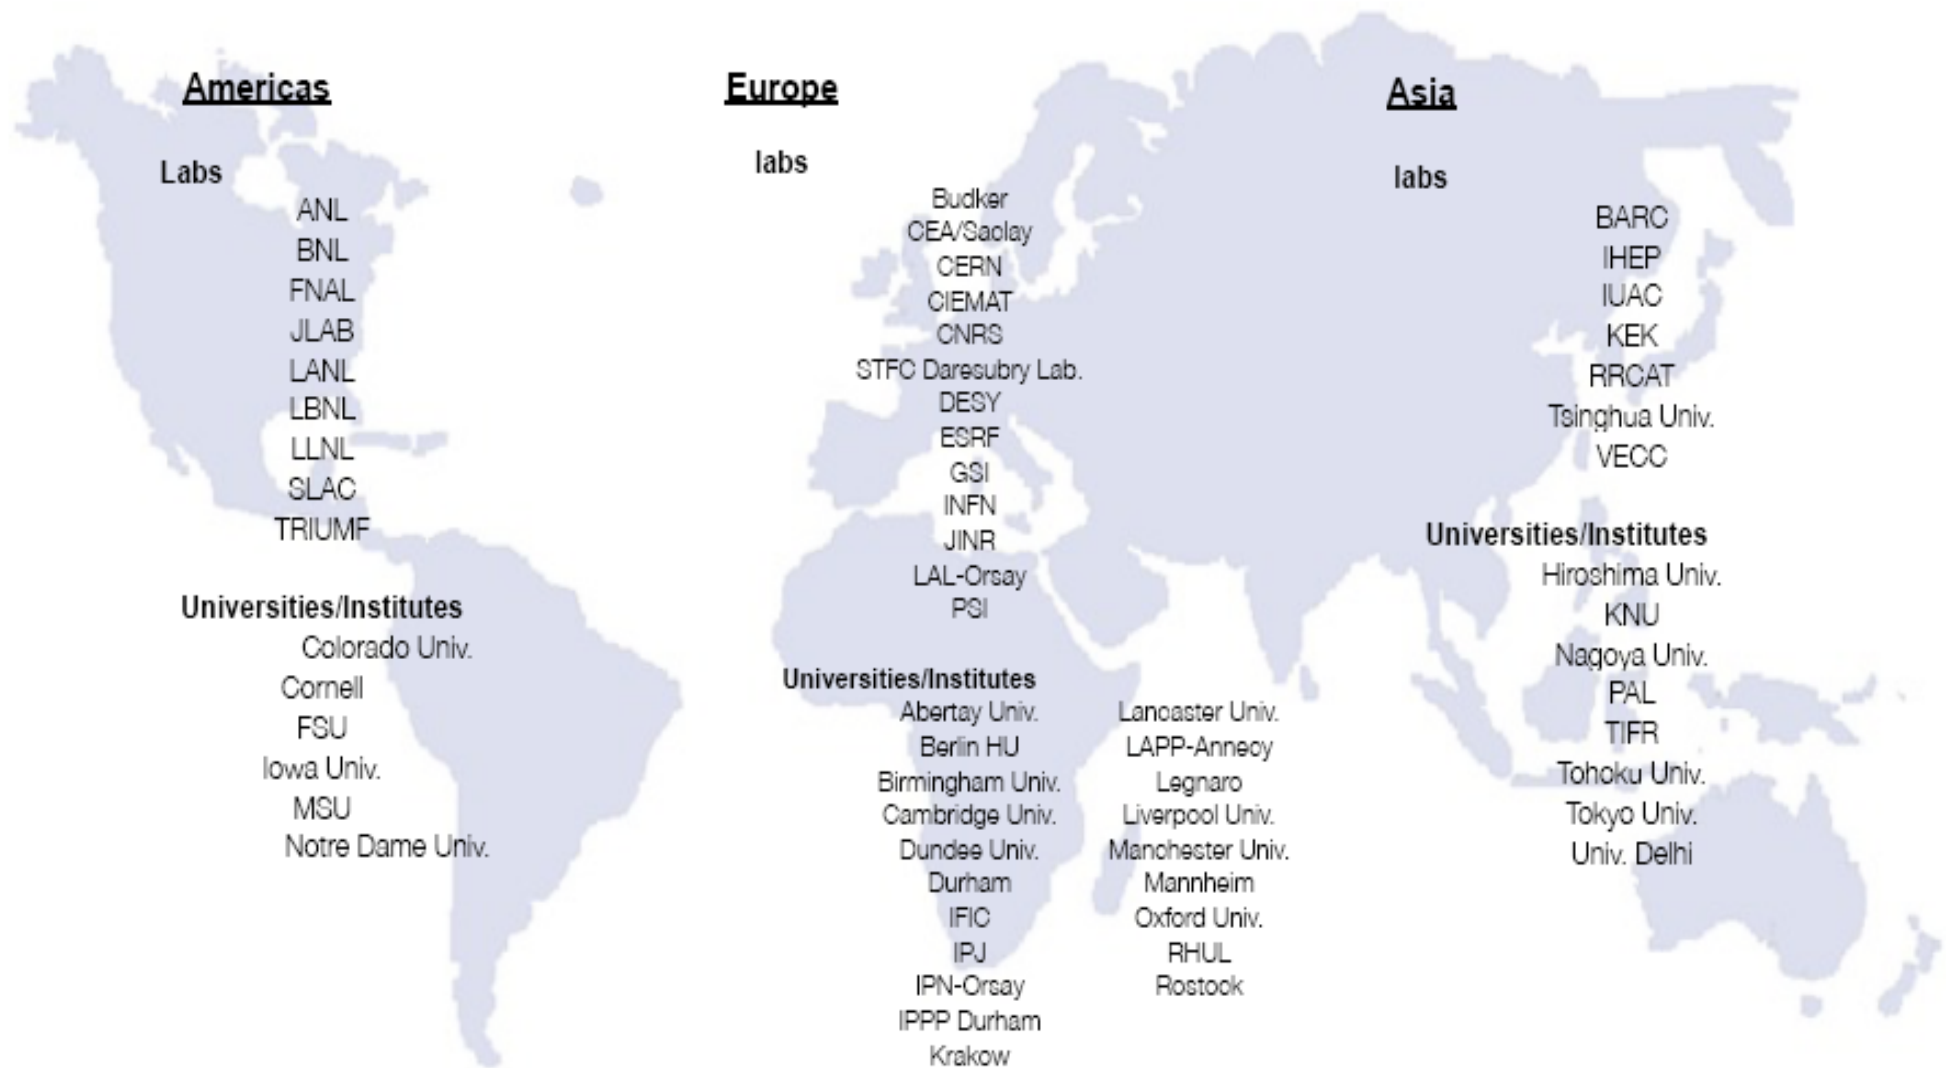 Americas
Labs
ANL
BNL
FNAL
JLAB
LANL
LBNL
LLNL
SLAC
TRIUMF
Universities/Institutes
Colorado Univ.
Cornell
FSU
Iowa Univ.
MSU
Notre Dame Univ.
Europe
labs
Budker
CEA/Saclay
CERN
CIEMAT
CNRS
STFC Daresubry Lab.
DESY
ESRF
GSI
INFN
JINR
LAL-Orsay
PSI
Universities/Institutes
Abertay Univ.
Berlin HU
Birmingham Univ.
Cambridge Univ.
Dundee Univ.
Durham
IFIC
IPJ
IPN-Orsay
IPPP Durham
Krakow
Lancaster Univ.
LAPP-Annecy
Legnaro
Liverpool Univ.
Manchester Univ.
Mannheim
Oxford Univ.
RHUL
Rostock
Asia
labs
BARC
IHEP
IUAC
KEK
RRCAT
Tsinghua Univ.
VECC
Universities/Institutes
Hiroshima Univ.
KNU
Nagoya Univ.
PAL
TIFR
Tohoku Univ.
Tokyo Univ.
Univ. Delhi